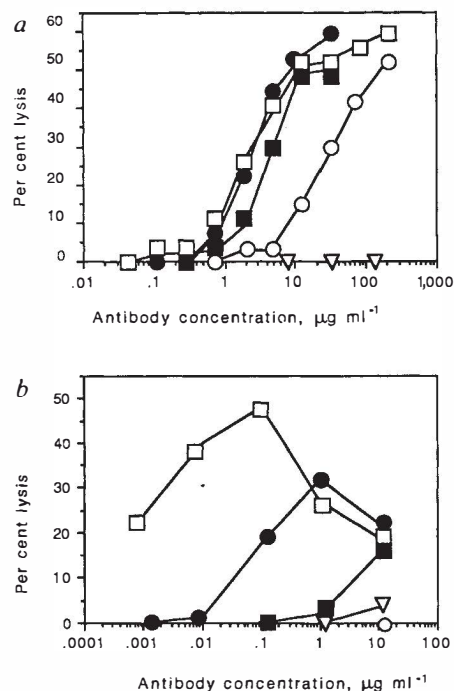 a
60
50
40
30
20
10
0
Per cent lysis
.01 .1 1 10 100 1,000
Antibody concentration, µg ml⁻¹
b
50
40
30
20
10
0
Per cent lysis
.0001 .001 .01 .1 1 10 100
Antibody concentration, µg ml⁻¹